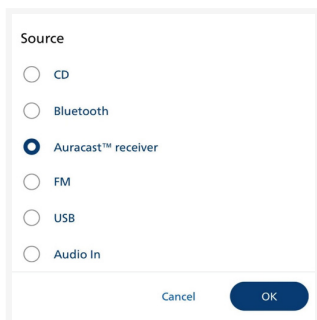 Source
CD
Bluetooth
Auracast™ receiver
FM
USB
Audio In
Cancel OK